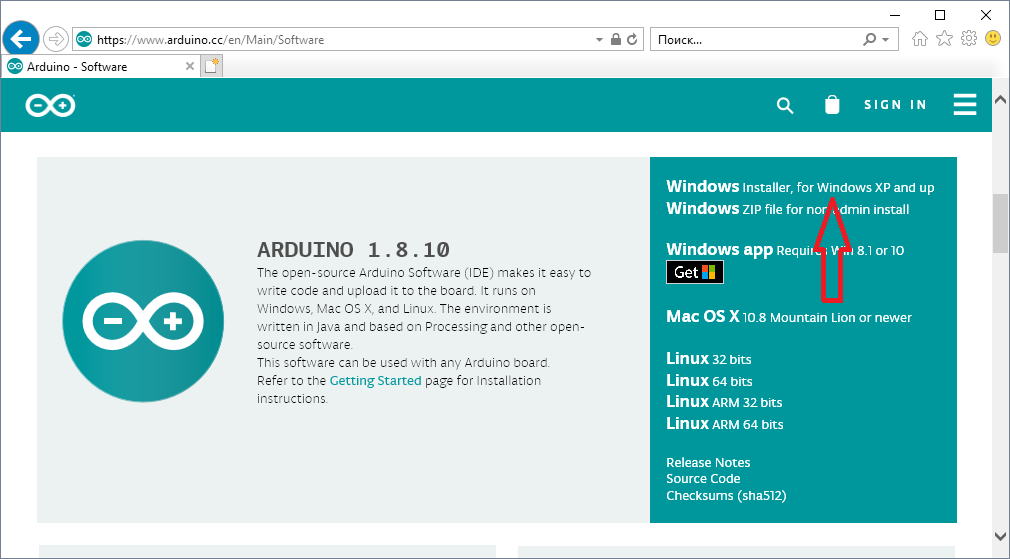 https://www.arduino.cc/en/Main/Software
Поиск...
Arduino - Software
SIGN IN
ARDUINO 1.8.10
The open-source Arduino Software (IDE) makes it easy to
write code and upload it to the board. It runs on
Windows, Mac OS X, and Linux. The environment is
written in Java and based on Processing and other open-
source software.
This software can be used with any Arduino board.
Refer to the Getting Started page for Installation
instructions.
Windows Installer, for Windows XP and up
Windows ZIP file for non admin install
Windows app Requires Win 8.1 or 10
Get
Mac OS X 10.8 Mountain Lion or newer
Linux 32 bits
Linux 64 bits
Linux ARM 32 bits
Linux ARM 64 bits
Release Notes
Source Code
Checksums (sha512)